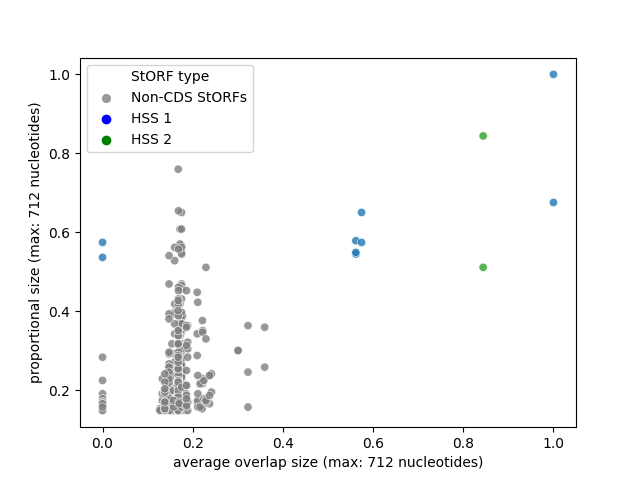 StORF type
Non-CDS StORFs
HSS 1
HSS 2
proportional size (max: 712 nucleotides)
1.0
0.8
0.6
0.4
0.2
0.0 0.2 0.4 0.6 0.8 1.0
average overlap size (max: 712 nucleotides)